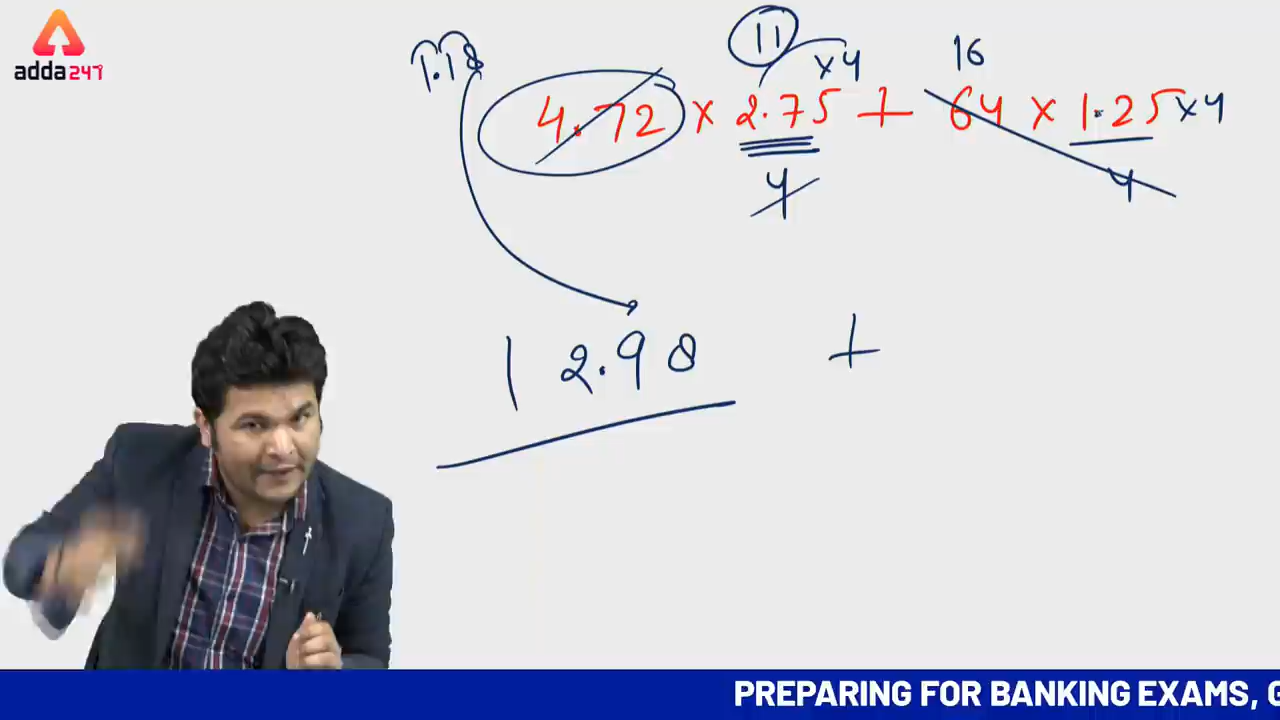 adda247
11 16
1.18 ×4
4.72 × 2.75 + 64 × 1.25 ×4
4 4
12.98 +
PREPARING FOR BANKING EXAMS, G